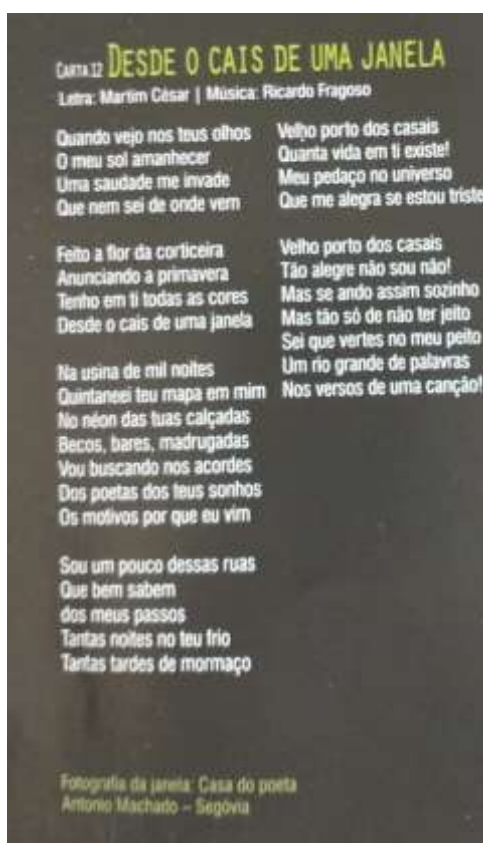 CARTA 12 DESDE O CAIS DE UMA JANELA
Letra: Martim César | Música: Ricardo Fragoso
Quando vejo nos teus olhos
O meu sol amanhecer
Uma saudade me invade
Que nem sei de onde vem
Feito a flor da corticeira
Anunciando a primavera
Tenho em ti todas as cores
Desde o cais de uma janela
Na usina de mil noites
Quintaneei teu mapa em mim
No néon das tuas calçadas
Becos, bares, madrugadas
Vou buscando nos acordes
Dos poetas dos teus sonhos
Os motivos por que eu vim
Sou um pouco dessas ruas
Que bem sabem
dos meus passos
Tantas noites no teu frio
Tantas tardes de mormaço
Velho porto dos casais
Quanta vida em ti existe!
Meu pedaço no universo
Que me alegra se estou triste
Velho porto dos casais
Tão alegre não sou não!
Mas se ando assim sozinho
Mas tão só de não ter jeito
Sei que vertes no meu peito
Um rio grande de palavras
Nos versos de uma canção!
Fotografia da janela: Casa do poeta
Antonio Machado – Segóvia